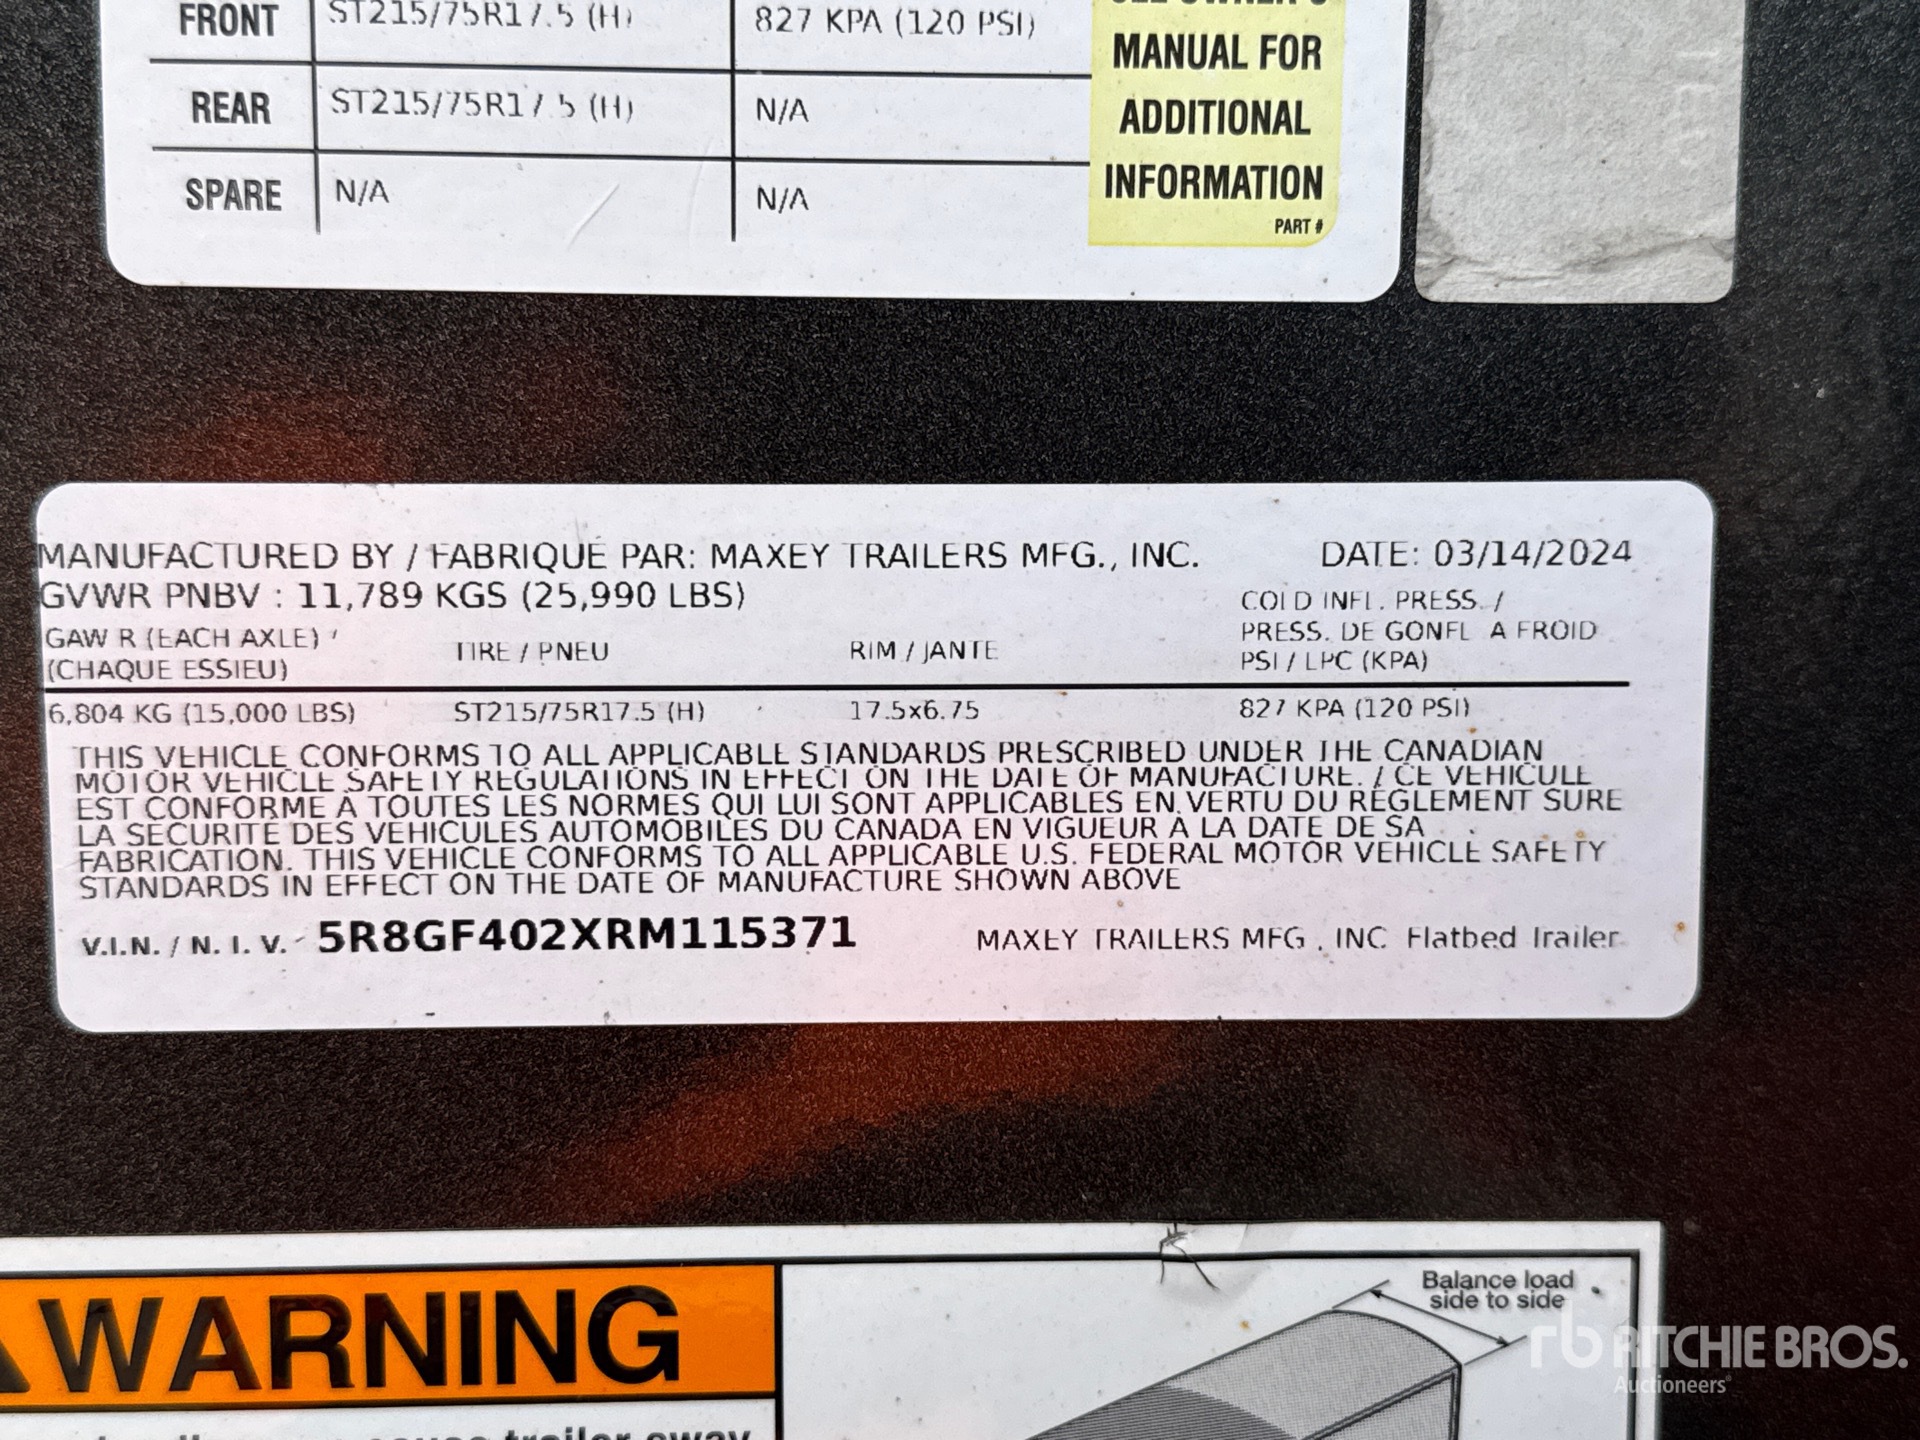 FRONT ST215/75R17.5 (H) 827 KPA (120 PSI)
REAR ST215/75R17.5 (H) N/A
SPARE N/A N/A
MANUAL FOR
ADDITIONAL
INFORMATION
PART #
MANUFACTURED BY / FABRIQUE PAR: MAXEY TRAILERS MFG., INC. DATE: 03/14/2024
GVWR PNBV : 11,789 KGS (25,990 LBS)
GAWR (EACH AXLE) /
(CHAQUE ESSIEU)
TIRE / PNEU
RIM / JANTE
COLD INFL. PRESS. /
PRESS. DE GONFL A FROID
PSI / LPC (KPA)
6,804 KG (15,000 LBS) ST215/75R17.5 (H) 17.5x6.75 827 KPA (120 PSI)
THIS VEHICLE CONFORMS TO ALL APPLICABLE STANDARDS PRESCRIBED UNDER THE CANADIAN
MOTOR VEHICLE SAFETY REGULATIONS IN EFFECT ON THE DATE OF MANUFACTURE. / CE VEHICULE
EST CONFORME À TOUTES LES NORMES QUI LUI SONT APPLICABLES EN VERTU DU RÈGLEMENT SURE
LA SÉCURITÉ DES VÉHICULES AUTOMOBILES DU CANADA EN VIGUEUR À LA DATE DE SA
FABRICATION. THIS VEHICLE CONFORMS TO ALL APPLICABLE U.S. FEDERAL MOTOR VEHICLE SAFETY
STANDARDS IN EFFECT ON THE DATE OF MANUFACTURE SHOWN ABOVE
V.I.N. / N. I. V. 5R8GF402XRM115371 MAXEY TRAILERS MFG., INC Flatbed Trailer
WARNING
Balance load
side to side
trailer sway
rb RITCHIE BROS.
Auctioneers